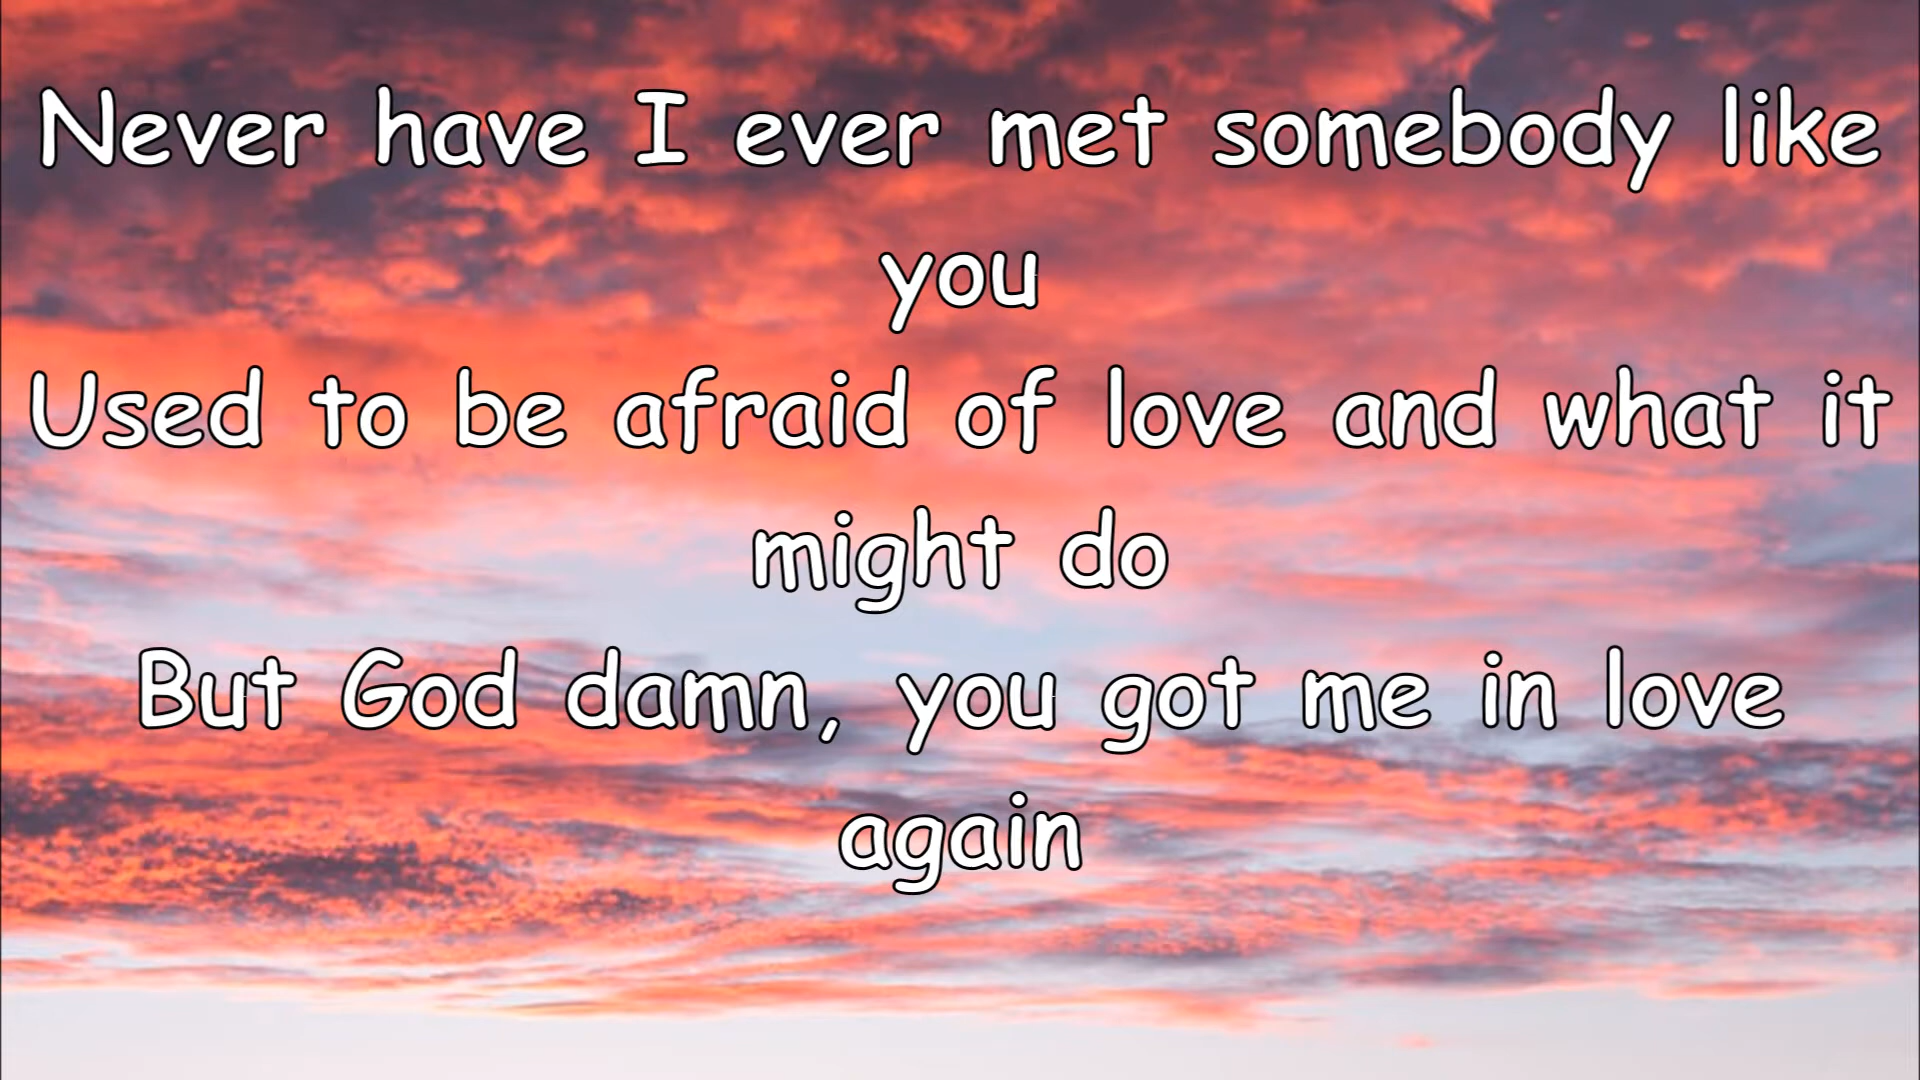 Never have I ever met somebody like
you
Used to be afraid of love and what it
might do
But God damn, you got me in love
again